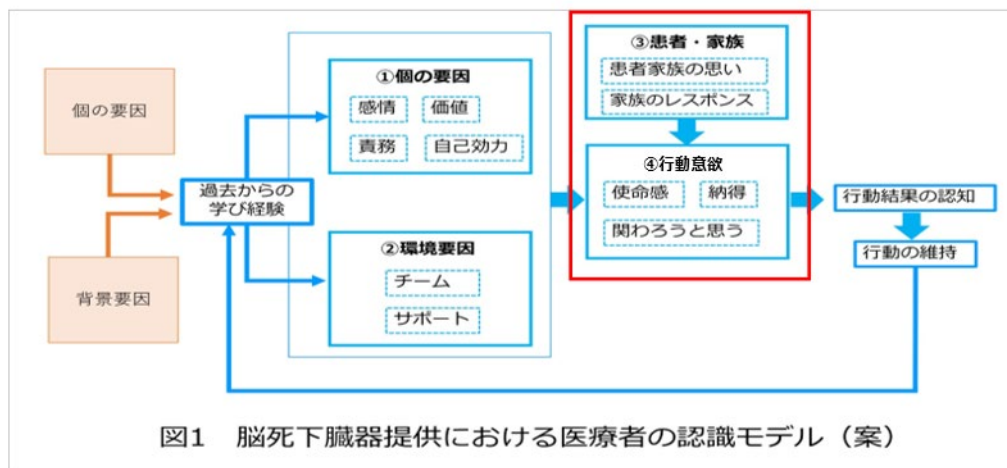 個の要因
背景要因
過去からの
学び経験
①個の要因
感情
価値
責務
自己効力
②環境要因
チーム
サポート
③患者・家族
患者家族の思い
家族のレスポンス
④行動意欲
使命感
納得
関わろうと思う
行動結果の認知
行動の維持
図1　脳死下臓器提供における医療者の認識モデル（案）